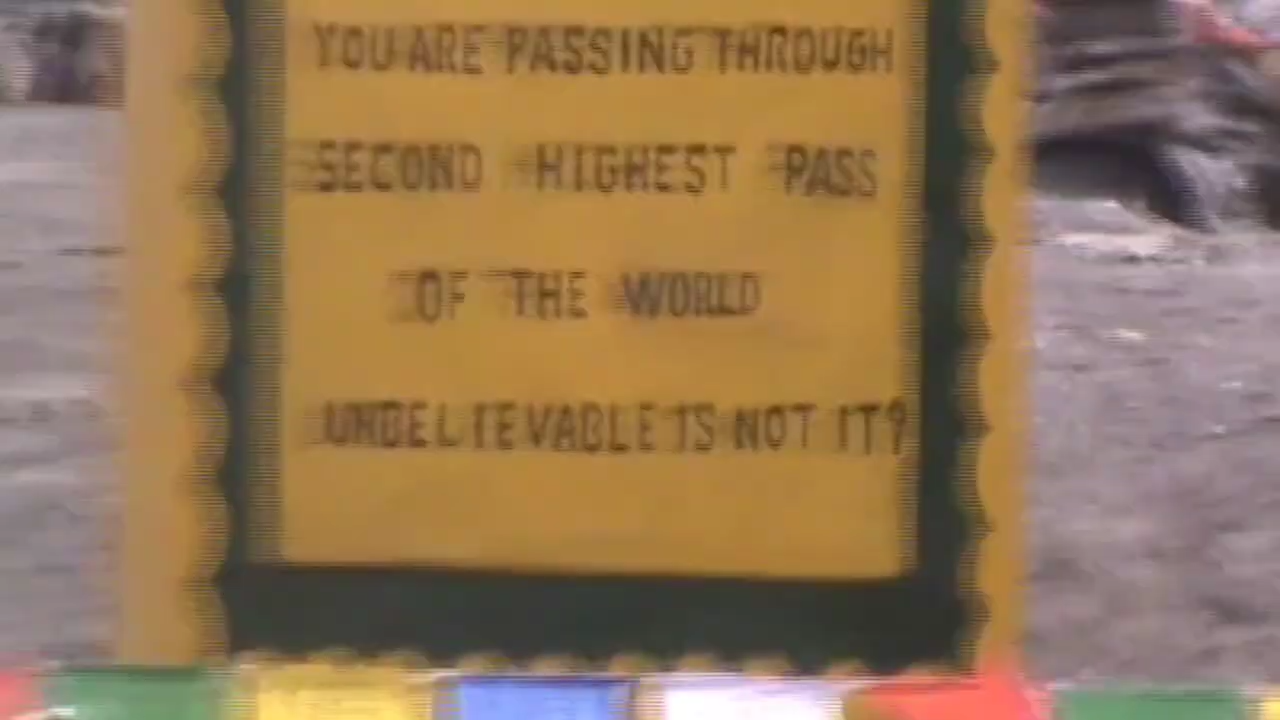 YOU ARE PASSING THROUGH
SECOND HIGHEST PASS
OF THE WORLD
UNBELIEVABLE IS NOT IT?